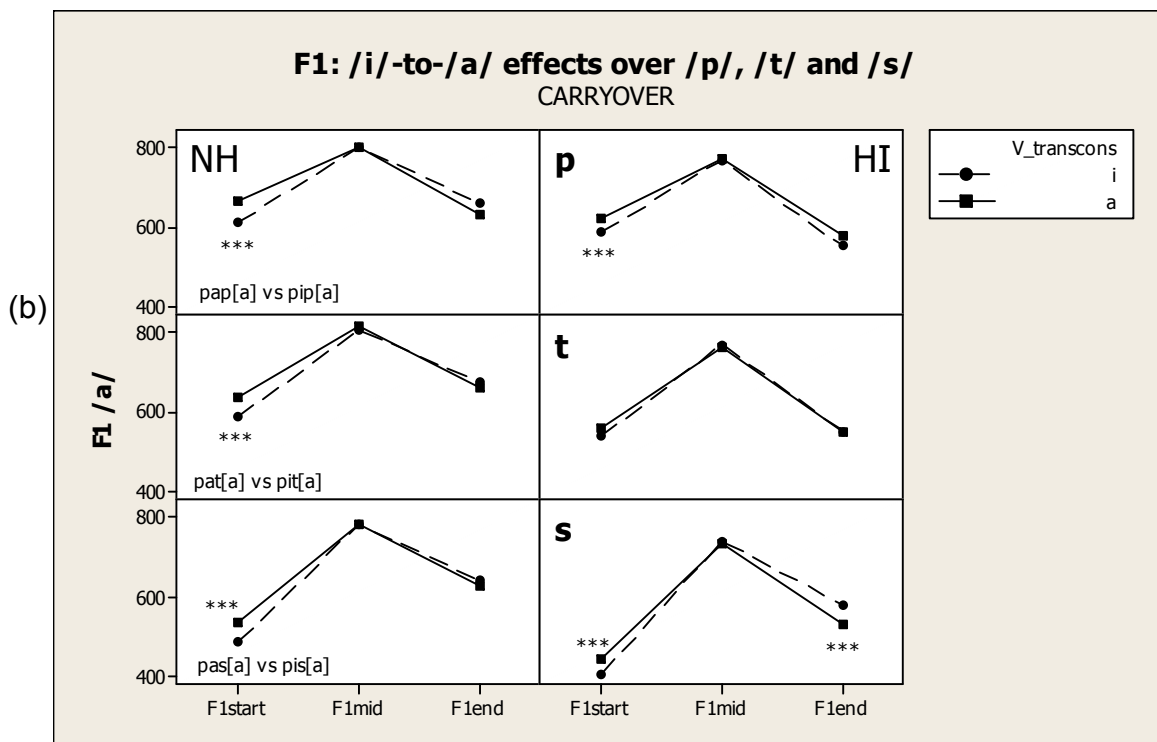 F1: /i/-to-/a/ effects over /p/, /t/ and /s/
CARRYOVER
(b)
F1 /a/
800
600
400
NH
***
pap[a] vs pip[a]
p
HI
***
V_transcons
i
a
800
600
400
***
pat[a] vs pit[a]
t
800
600
400
***
pas[a] vs pis[a]
s
***
***
F1start F1mid F1end F1start F1mid F1end